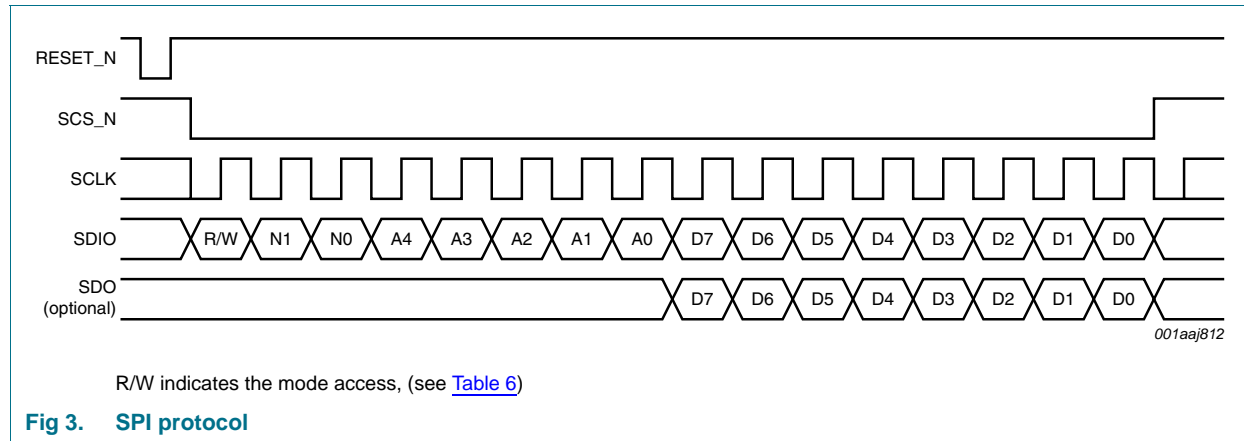 RESET_N
SCS_N
SCLK
SDIO R/W N1 N0 A4 A3 A2 A1 A0 D7 D6 D5 D4 D3 D2 D1 D0
SDO
(optional) D7 D6 D5 D4 D3 D2 D1 D0
001aaj812
R/W indicates the mode access, (see Table 6)
Fig 3. SPI protocol